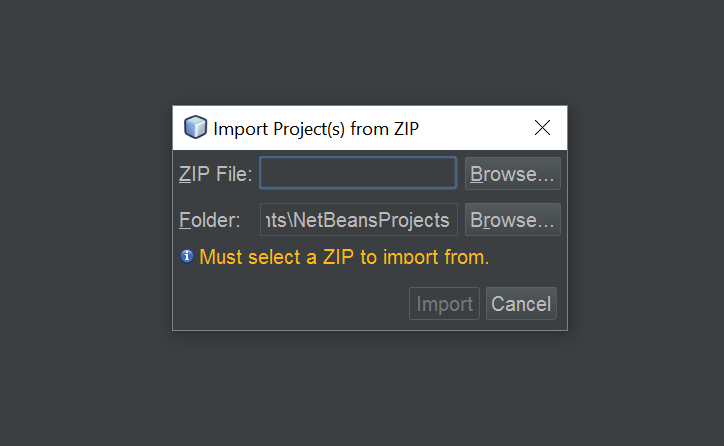 Import Project(s) from ZIP
ZIP File: Browse...
Folder: nts\NetBeansProjects Browse...
Must select a ZIP to import from.
Import Cancel